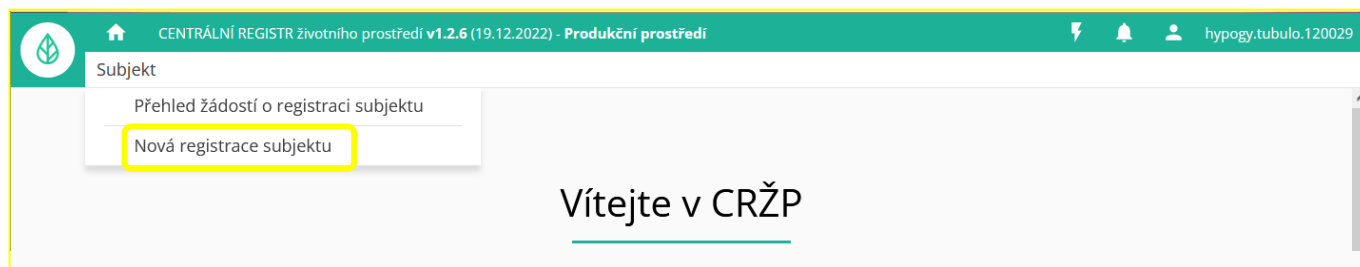 CENTRÁLNÍ REGISTR životního prostředí v1.2.6 (19.12.2022) - Produkční prostředí
hypogy.tubulo.120029
Subjekt
Přehled žádostí o registraci subjektu
Nová registrace subjektu
Vítejte v CRŽP